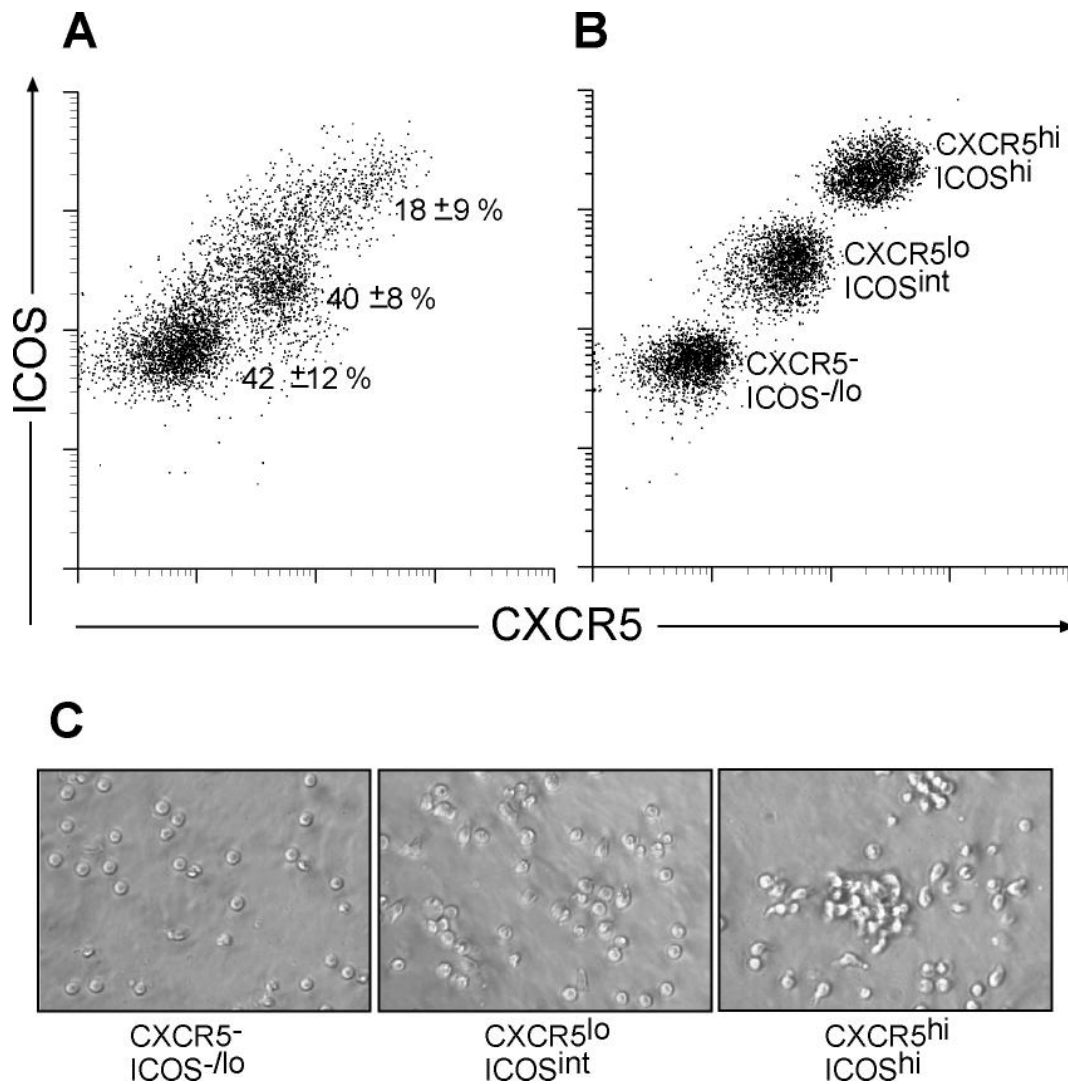 A
B
ICOS
18 ±9 %
40 ±8 %
42 ±12 %
CXCR5hi
ICOShi
CXCR5lo
ICOSint
CXCR5-
ICOS-/lo
CXCR5
C
CXCR5-
ICOS-/lo
CXCR5lo
ICOSint
CXCR5hi
ICOShi